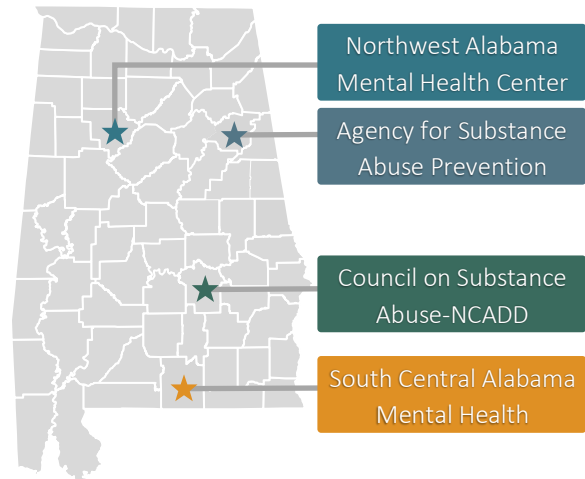 Northwest Alabama
Mental Health Center
Agency for Substance
Abuse Prevention
Council on Substance
Abuse-NCADD
South Central Alabama
Mental Health